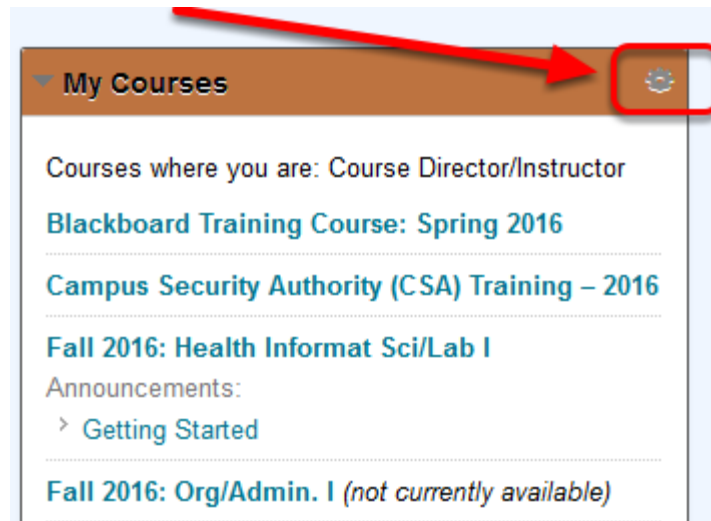 My Courses
Courses where you are: Course Director/Instructor
Blackboard Training Course: Spring 2016
Campus Security Authority (CSA) Training – 2016
Fall 2016: Health Informat Sci/Lab I
Announcements:
Getting Started
Fall 2016: Org/Admin. I (not currently available)